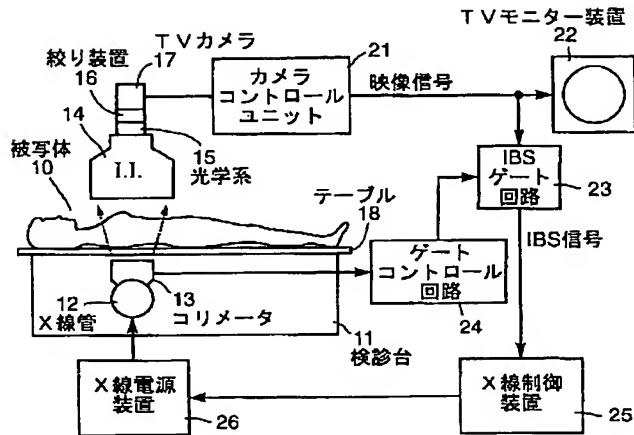 TVモニター装置
22
TVカメラ
17
絞り装置
16
21
カメラ
コントロール
ユニット
映像信号
14
I.I.
15
光学系
被写体
10
IBS
ゲート
回路
23
テーブル
18
IBS信号
ゲート
コントロール
回路
24
12
13
X線管
コリメータ
11
検診台
X線電源
装置
26
X線制御
装置
25